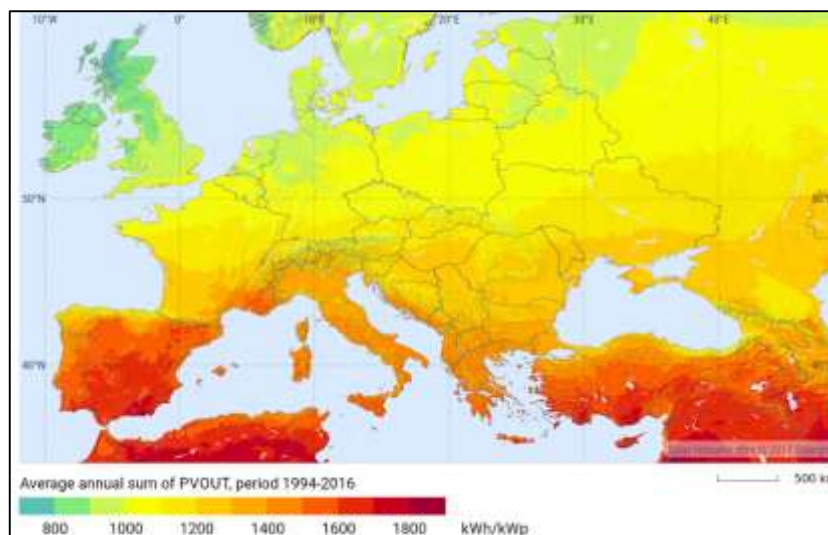 10°W 0° 10°E 20°E 30°E 40°E
50°N
40°N
500 k
Average annual sum of PVOUT, period 1994-2016
800 1000 1200 1400 1600 1800 kWh/kWp